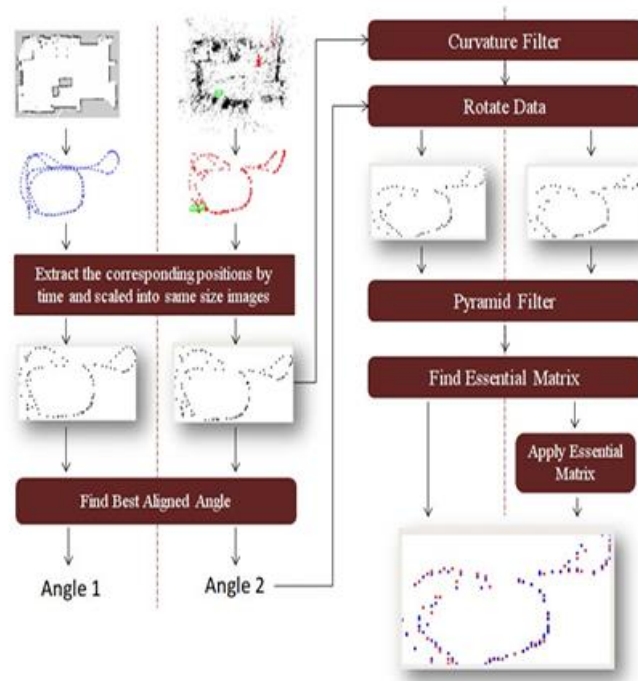 Extract the corresponding positions by
time and scaled into same size images
Find Best Aligned Angle
Angle 1
Angle 2
Curvature Filter
Rotate Data
Pyramid Filter
Find Essential Matrix
Apply Essential
Matrix